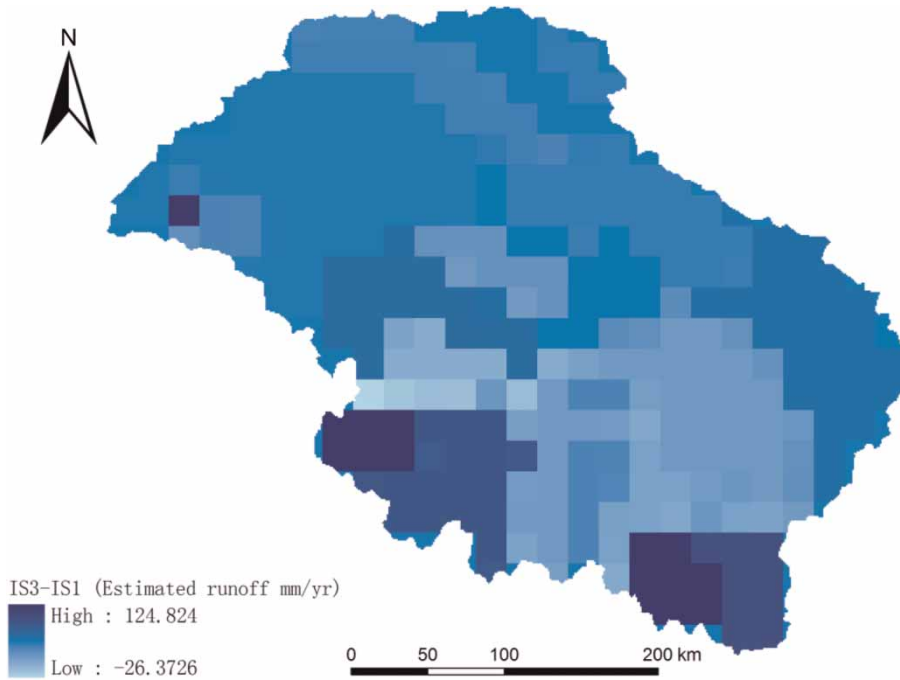 N
IS3-IS1 (Estimated runoff mm/yr)
High : 124.824
Low : -26.3726
0 50 100 200 km